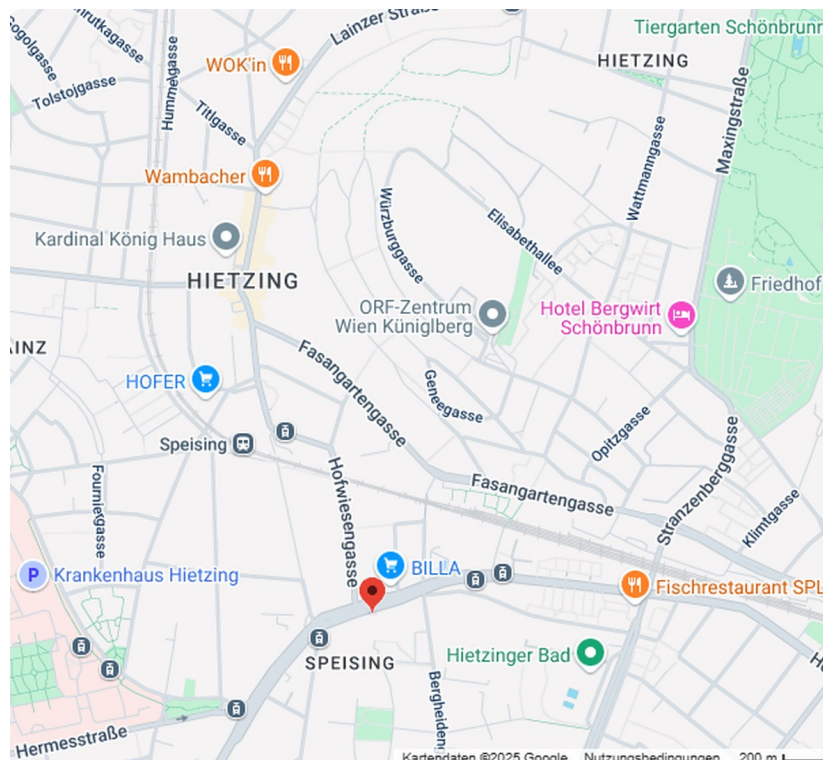 Lainzer Straße
Tiergarten Schönbrunn
WOK'in
HIETZING
Tolstojgasse
Hummelgasse
Titlgasse
Maxingstraße
Wattmanngasse
Wambacher
Würzburggasse
Elisabethallee
Kardinal König Haus
HIETZING
ORF-Zentrum
Wien Küniglberg
Hotel Bergwirt
Schönbrunn
Friedhof
AINZ
Fasangartengasse
HOFER
Geneegasse
Opitzgasse
Stranzenberggasse
Speising
Hofwiesengasse
Fourniergasse
Fasangartengasse
Klimtgasse
Krankenhaus Hietzing
P
BILLA
Fischrestaurant SPL
SPEISING
Hietzinger Bad
Bergheiden
Hermesstraße
Kartendaten ©2025 Google
Nutzungsbedingungen
200 m